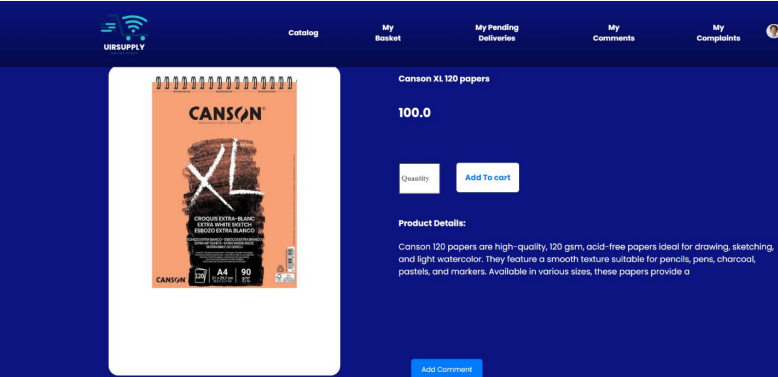 UIRSUPPLY
Catalog
My
Basket
My Pending
Deliveries
My
Comments
My
Complaints
CANSON
XL
CROQUIS EXTRA-BLANC
EXTRA WHITE SKETCH
ESBOZO EXTRA BLANCO
CANSON
120
A4
90
Canson XL 120 papers
100.0
Quantity
Add To cart
Product Details:
Canson 120 papers are high-quality, 120 gsm, acid-free papers ideal for drawing, sketching,
and light watercolor. They feature a smooth texture suitable for pencils, pens, charcoal,
pastels, and markers. Available in various sizes, these papers provide a
Add Comment